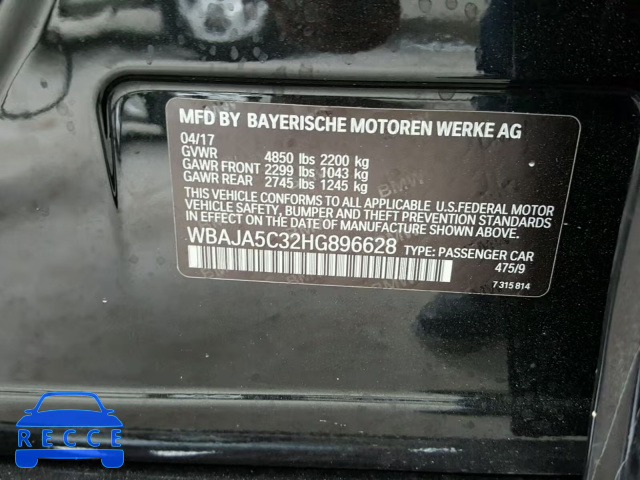 MFD BY BAYERISCHE MOTOREN WERKE AG
04/17
GVWR 4850 lbs 2200 kg
GAWR FRONT 2299 lbs 1043 kg
GAWR REAR 2745 lbs 1245 kg
THIS VEHICLE CONFORMS TO ALL APPLICABLE U.S.FEDERAL MOTOR
VEHICLE SAFETY, BUMPER, AND THEFT PREVENTION STANDARDS
IN EFFECT ON THE DATE OF MANUFACTURE SHOWN ABOVE.
WBAJA5C32HG896628 TYPE: PASSENGER CAR
475/9
7 315 814
RECCE